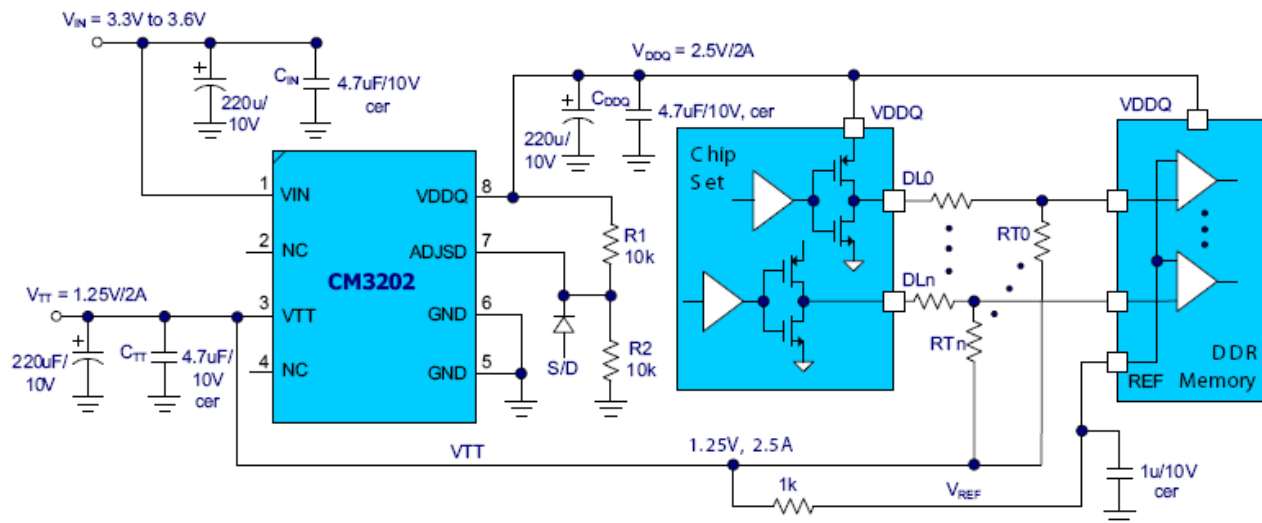 VIN = 3.3V to 3.6V
CIN
4.7uF/10V
cer
220u/
10V
VDDQ = 2.5V/2A
CDDQ
4.7uF/10V, cer
220u/
10V
VDDQ
VDDQ
Chip
Set
DL0
DLn
RT0
RTn
REF
DDR
Memory
1 VIN
2 NC
3 VTT
4 NC
CM3202
VDDQ 8
ADJSD 7
GND 6
GND 5
R1
10k
R2
10k
S/D
VTT = 1.25V/2A
220uF/
10V
CTT
4.7uF/
10V
cer
VTT
1.25V, 2.5A
1k
VREF
1u/10V
cer